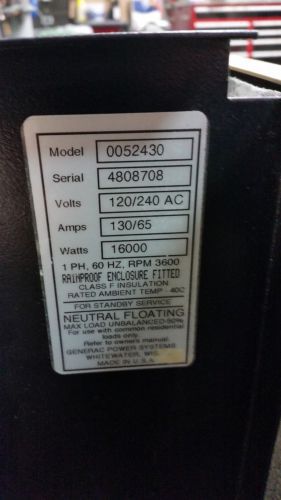 Model 0052430
Serial 4808708
Volts 120/240 AC
Amps 130/65
Watts 16000
1 PH, 60 HZ, RPM 3600
RAINPROOF ENCLOSURE FITTED
CLASS F INSULATION
RATED AMBIENT TEMP - 40C
FOR STANDBY SERVICE
NEUTRAL FLOATING
MAX LOAD UNBALANCED-50%
For use with common residential
loads only.
Refer to owners manual.
GENERAC POWER SYSTEMS
WHITEWATER, WIS.
MADE IN U.S.A.